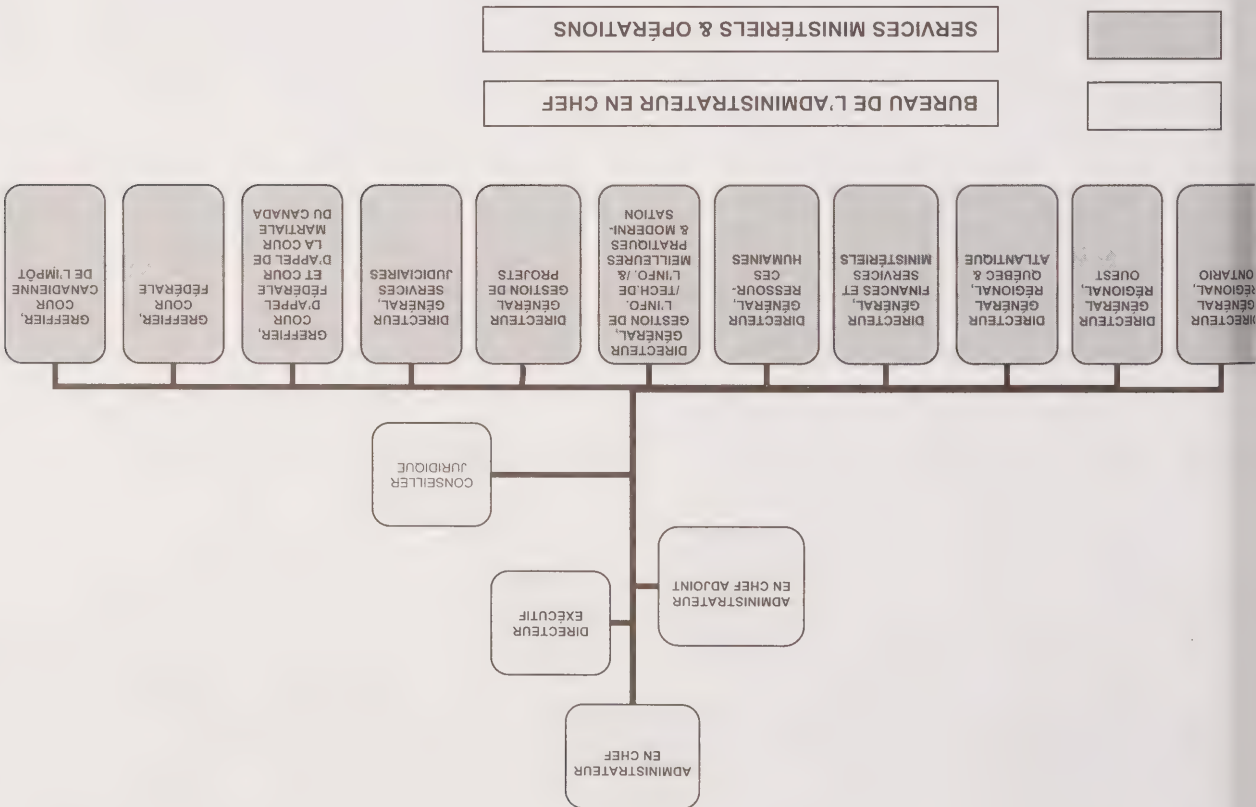 ADMINISTRATEUR
EN CHEF
DIRECTEUR
EXÉCUTIF
ADMINISTRATEUR
EN CHEF ADJOINT
CONSEILLER
JURIDIQUE
DIRECTEUR
GÉNÉRAL
RÉGIONAL,
ONTARIO
DIRECTEUR
GÉNÉRAL,
RÉGIONAL
OUEST
DIRECTEUR
GÉNÉRAL
RÉGIONAL,
QUÉBEC &
ATLANTIQUE
DIRECTEUR
GÉNÉRAL,
FINANCES ET
SERVICES
MINISTÉRIELS
DIRECTEUR
GÉNÉRAL,
RESSOUR-
CES
HUMAINES
DIRECTEUR
GÉNÉRAL,
GESTION DE
L'INFO.
/TECH.DE
L'INFO. /&
MEILLEURES
PRATIQUES
& MODERNI-
SATION
DIRECTEUR
GÉNÉRAL
GESTION DE
PROJETS
DIRECTEUR
GÉNÉRAL,
SERVICES
JUDICIAIRES
GREFFIER,
COUR
D'APPEL
FÉDÉRALE
ET COUR
D'APPEL DE
LA COUR
MARTIALE
DU CANADA
GREFFIER,
COUR
FÉDÉRALE
GREFFIER,
COUR
CANADIENNE
DE L'IMPÔT
BUREAU DE L'ADMINISTRATEUR EN CHEF
SERVICES MINISTÉRIELS & OPÉRATIONS